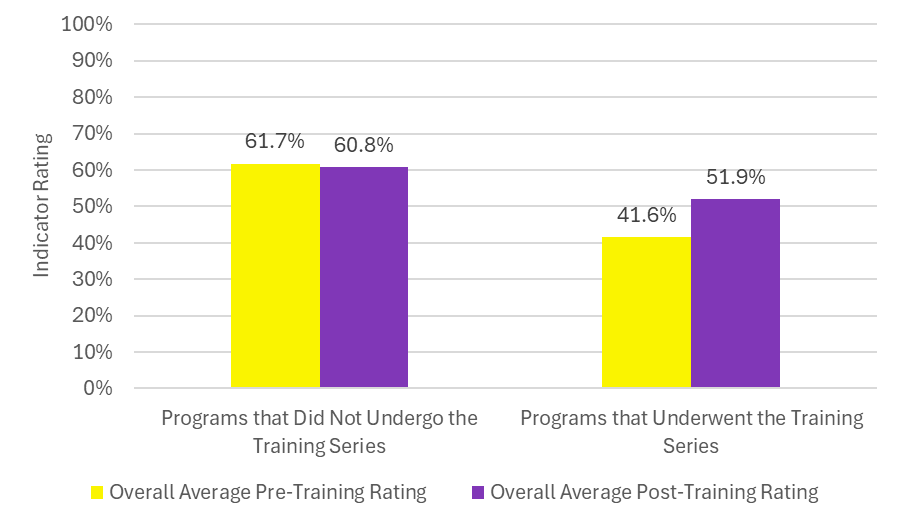 100%
90%
80%
70%
60%
50%
40%
30%
20%
10%
0%
Indicator Rating
61.7%
60.8%
41.6%
51.9%
Programs that Did Not Undergo the
Training Series
Programs that Underwent the Training
Series
Overall Average Pre-Training Rating
Overall Average Post-Training Rating